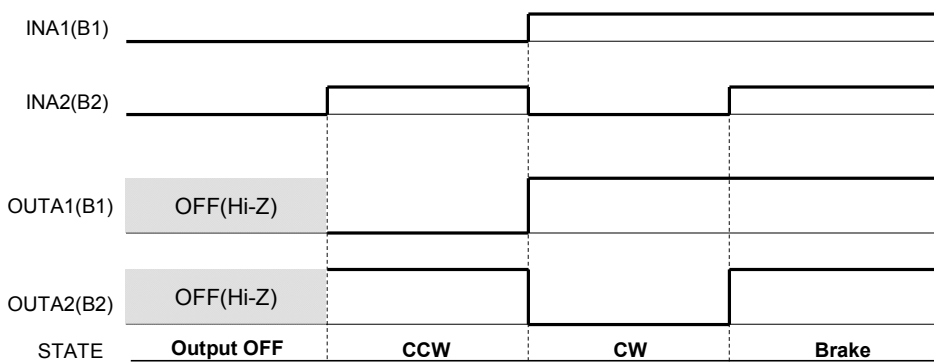 INA1(B1)
INA2(B2)
OUTA1(B1) OFF(Hi-Z)
OUTA2(B2) OFF(Hi-Z)
STATE Output OFF CCW CW Brake